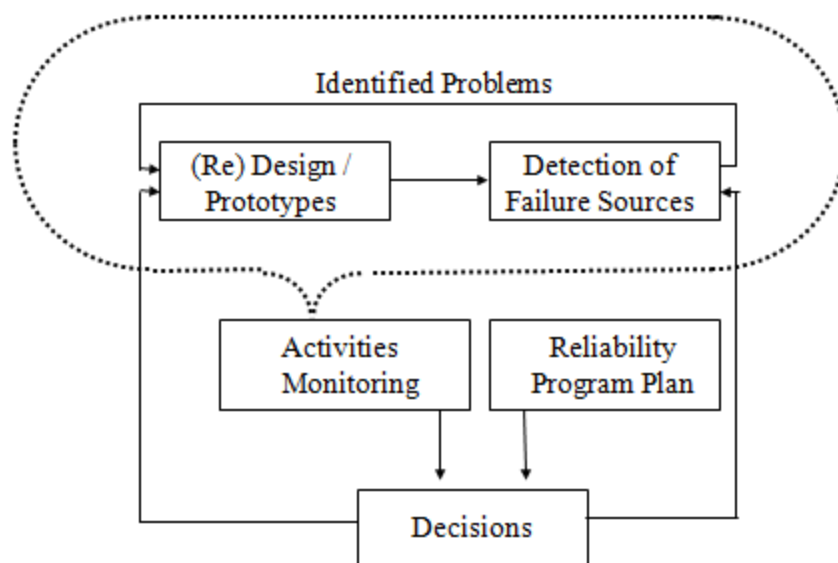 Identified Problems
(Re) Design /
Prototypes
Detection of
Failure Sources
Activities
Monitoring
Reliability
Program Plan
Decisions